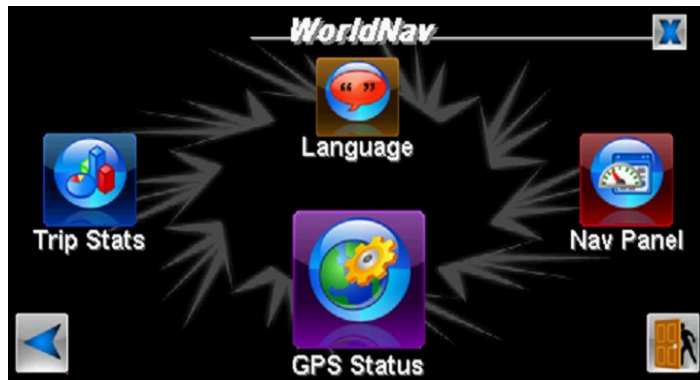 WorldNav
X
“ ”
Language
Trip Stats
Nav Panel
GPS Status